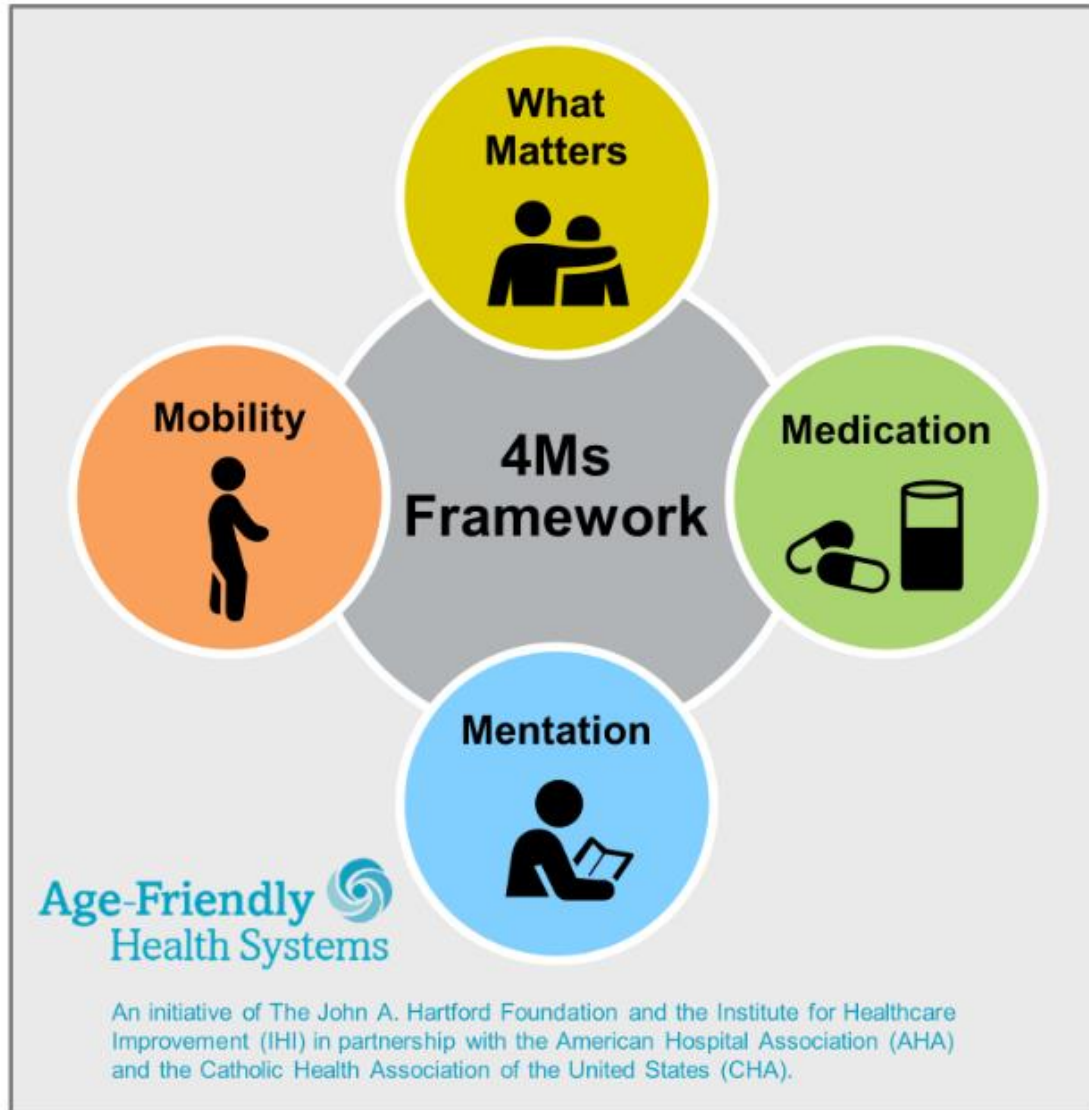 What
Matters
Mobility
4Ms
Framework
Medication
Mentation
Age-Friendly
Health Systems
An initiative of The John A. Hartford Foundation and the Institute for Healthcare
Improvement (IHI) in partnership with the American Hospital Association (AHA)
and the Catholic Health Association of the United States (CHA).